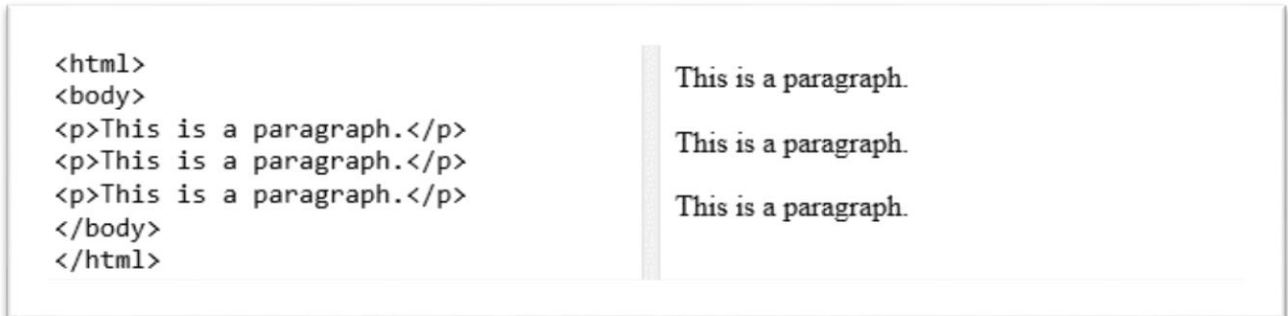 <html>
<body>
<p>This is a paragraph.</p>
<p>This is a paragraph.</p>
<p>This is a paragraph.</p>
</body>
</html>
This is a paragraph.
This is a paragraph.
This is a paragraph.